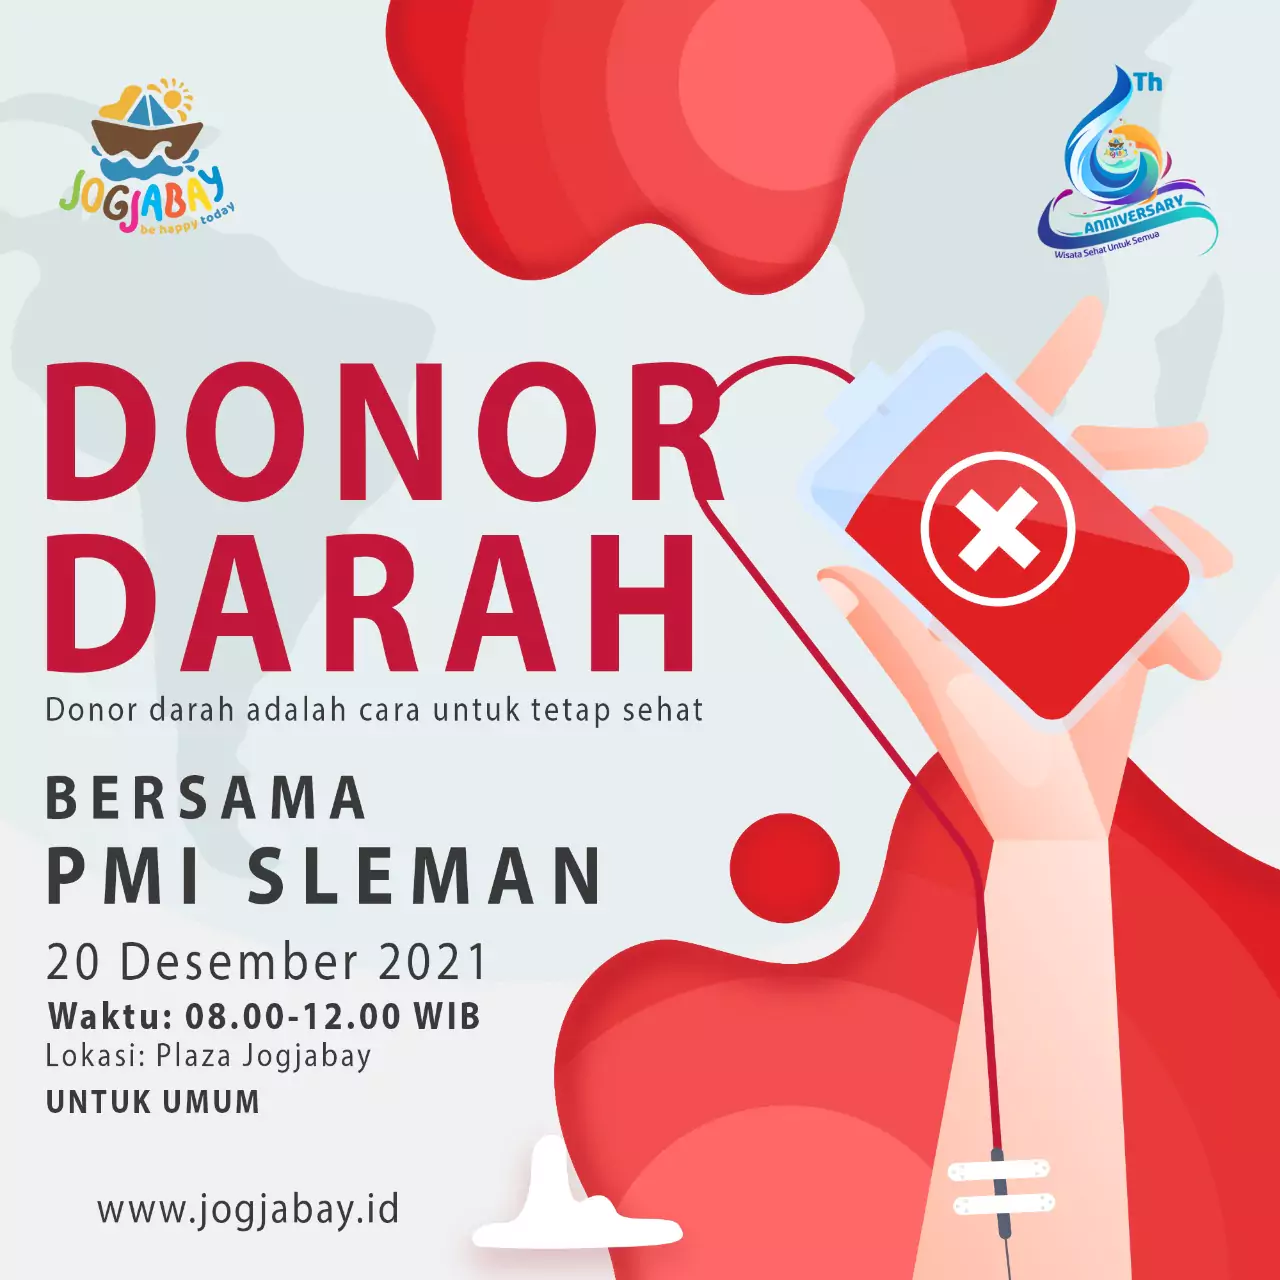 JOGJABAY
be happy today
6Th
ANNIVERSARY
Wisata Sehat Untuk Semua
DONOR
DARAH
Donor darah adalah cara untuk tetap sehat
BERSAMA
PMI SLEMAN
20 Desember 2021
Waktu: 08.00-12.00 WIB
Lokasi: Plaza Jogjabay
UNTUK UMUM
www.jogjabay.id